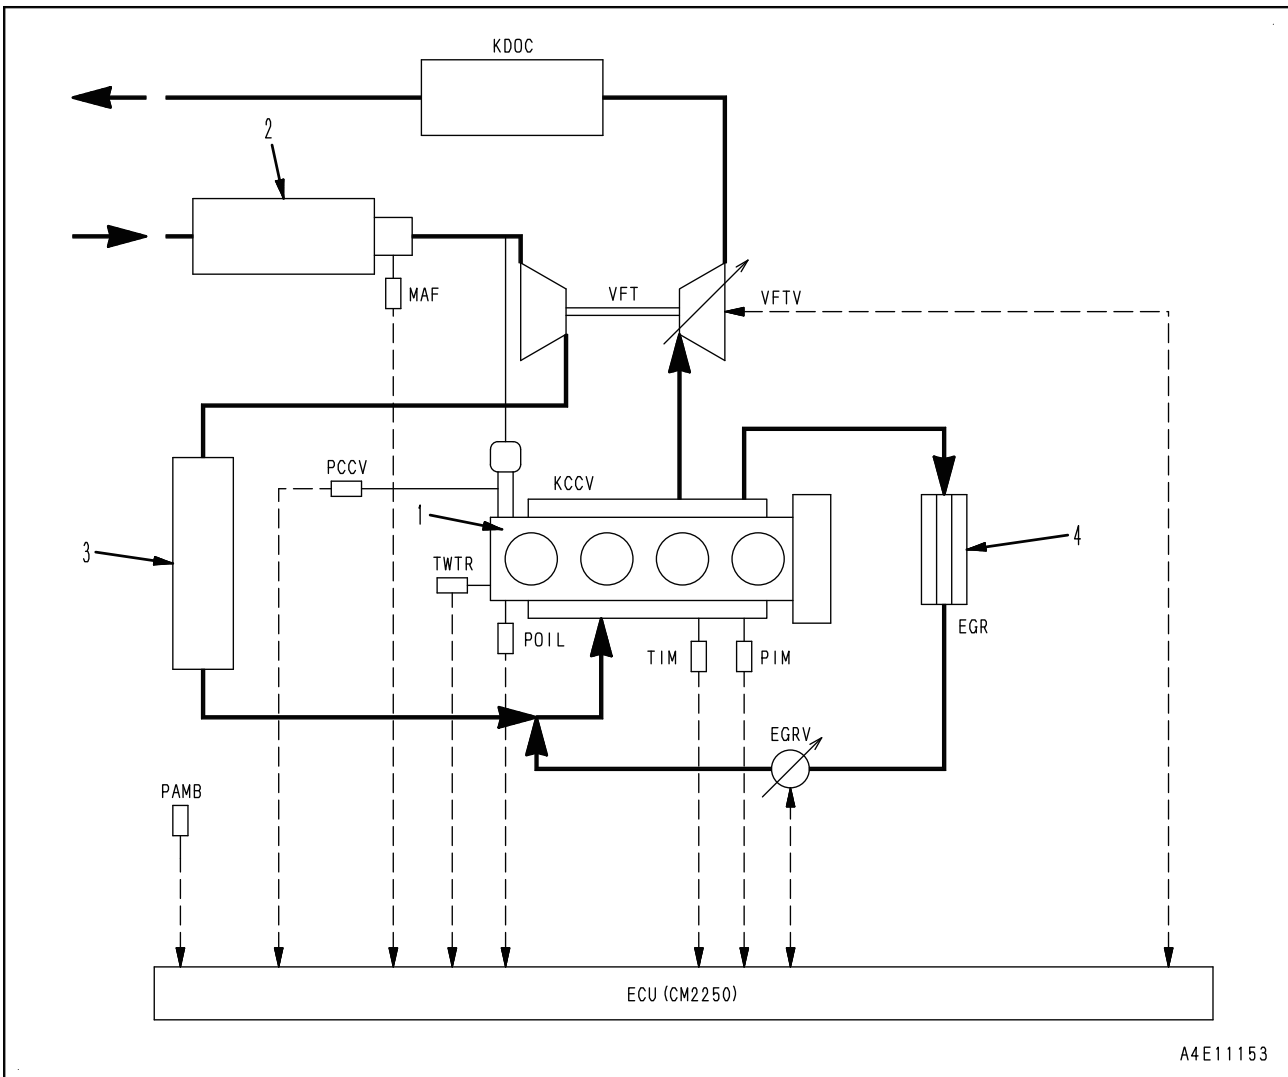 KDOC
2
MAF
VFT
VFTV
PCCV
KCCV
1
3
TWTR
4
POIL
TIM
PIM
EGR
EGRV
PAMB
ECU (CM2250)
A4E11153